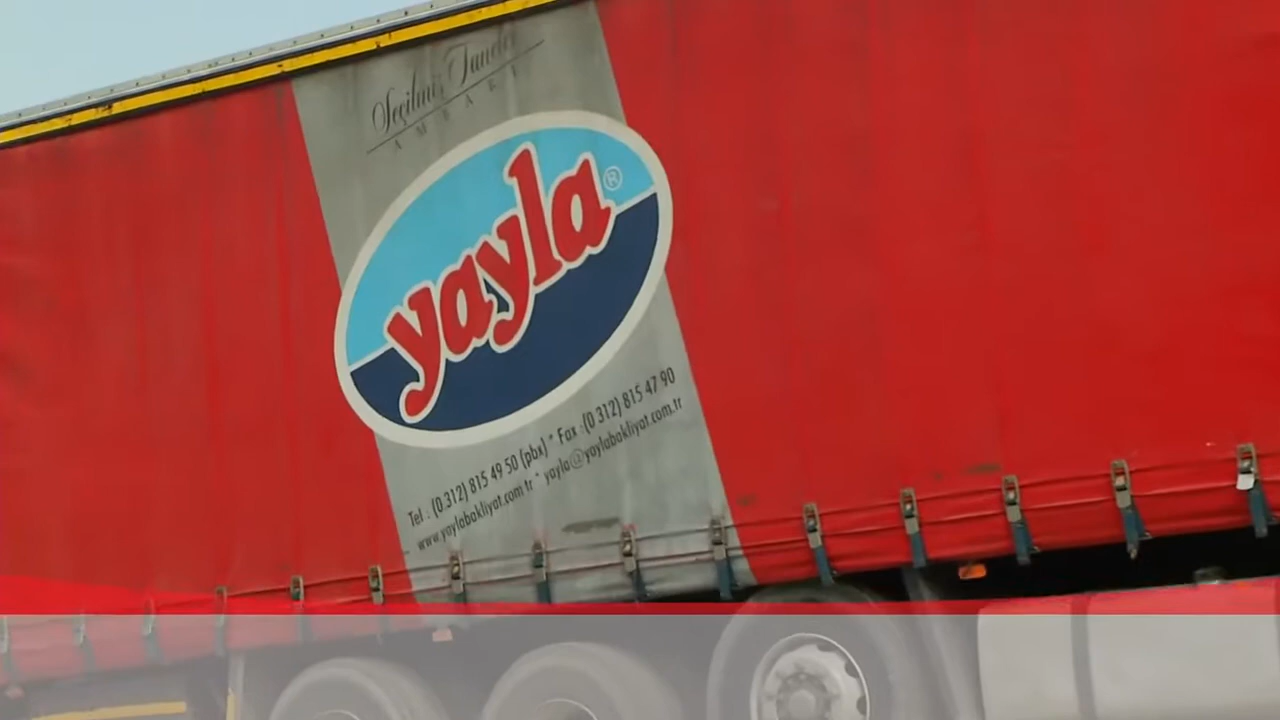 Seçilmiş Taneler
yayla®
Tel : (0.312) 815 49 50 (pbx) * Fax :(0 312) 815 47 90
www.yaylabakliyat.com tr * yayla@yaylabakliyat.com.tr